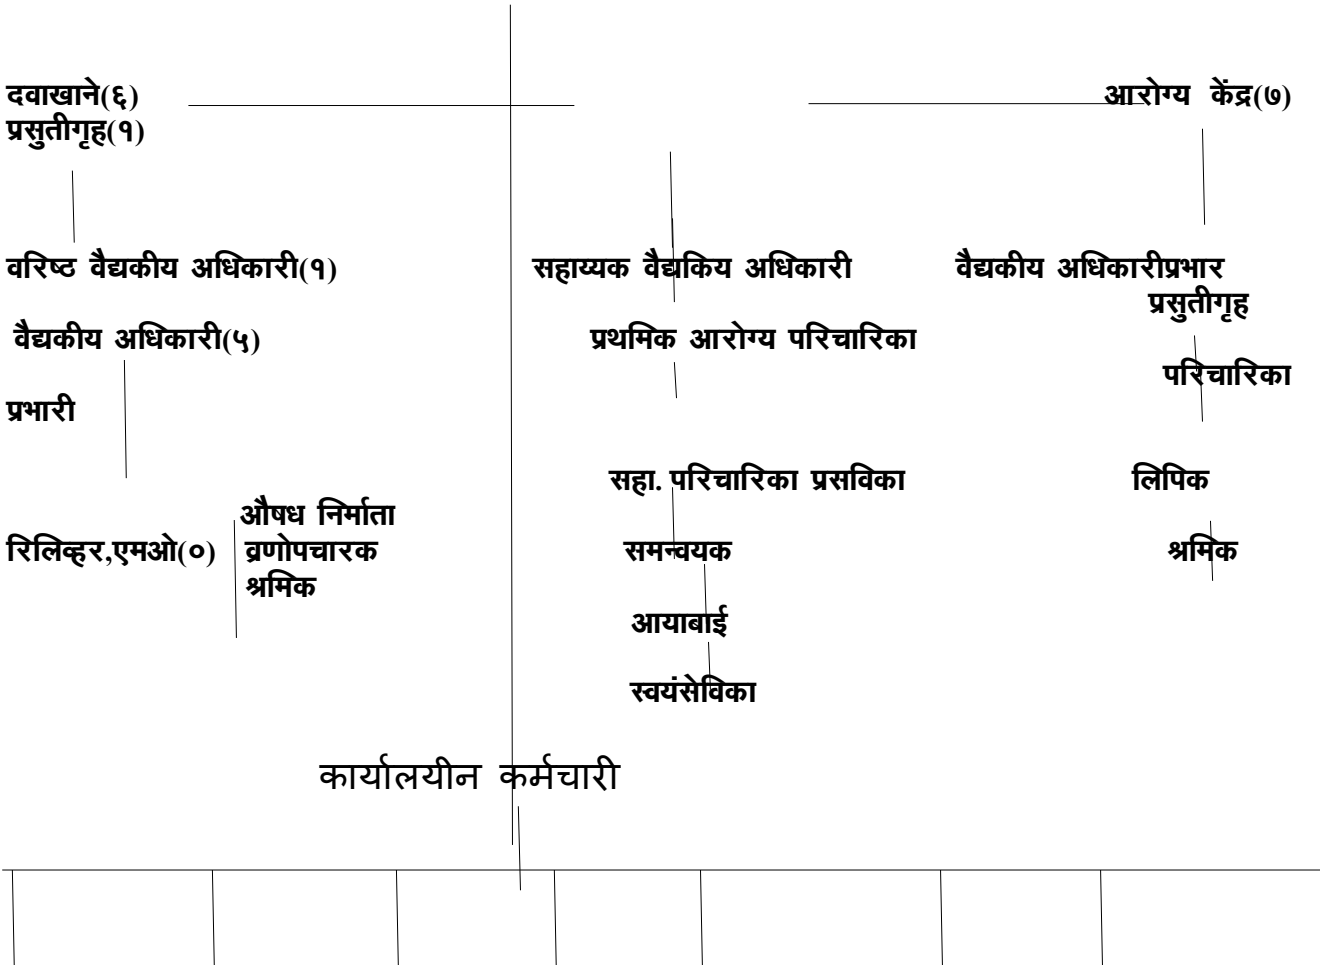 दवाखाने(६)
प्रसुतीगृह(१)
आरोग्य केंद्र(७)
वरिष्ठ वैद्यकीय अधिकारी(१)
सहाय्यक वैद्यकिय अधिकारी
वैद्यकीय अधिकारीप्रभार
प्रसुतीगृह
वैद्यकीय अधिकारी(५)
प्रथमिक आरोग्य परिचारिका
परिचारिका
प्रभारी
सहा. परिचारिका प्रसविका
लिपिक
औषध निर्माता
रिलिव्हर,एमओ(०)
व्रणोपचारक
समन्वयक
श्रमिक
श्रमिक
आयाबाई
स्वयंसेविका
कार्यालयीन कर्मचारी